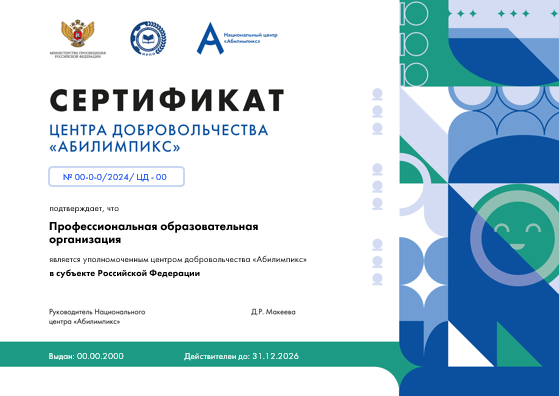 МИНИСТЕРСТВО ПРОСВЕЩЕНИЯ
РОССИЙСКОЙ ФЕДЕРАЦИИ
Национальный центр
«Абилимпикс»
СЕРТИФИКАТ
ЦЕНТРА ДОБРОВОЛЬЧЕСТВА
«АБИЛИМПИКС»
№ 00-0-0/2024/ ЦД - 00
подтверждает, что
Профессиональная образовательная
организация
является уполномоченным центром добровольчества «Абилимпикс»
в субъекте Российской Федерации
Руководитель Национального
центра «Абилимпикс»
Д.Р. Макеева
Выдан: 00.00.2000
Действителен до: 31.12.2026